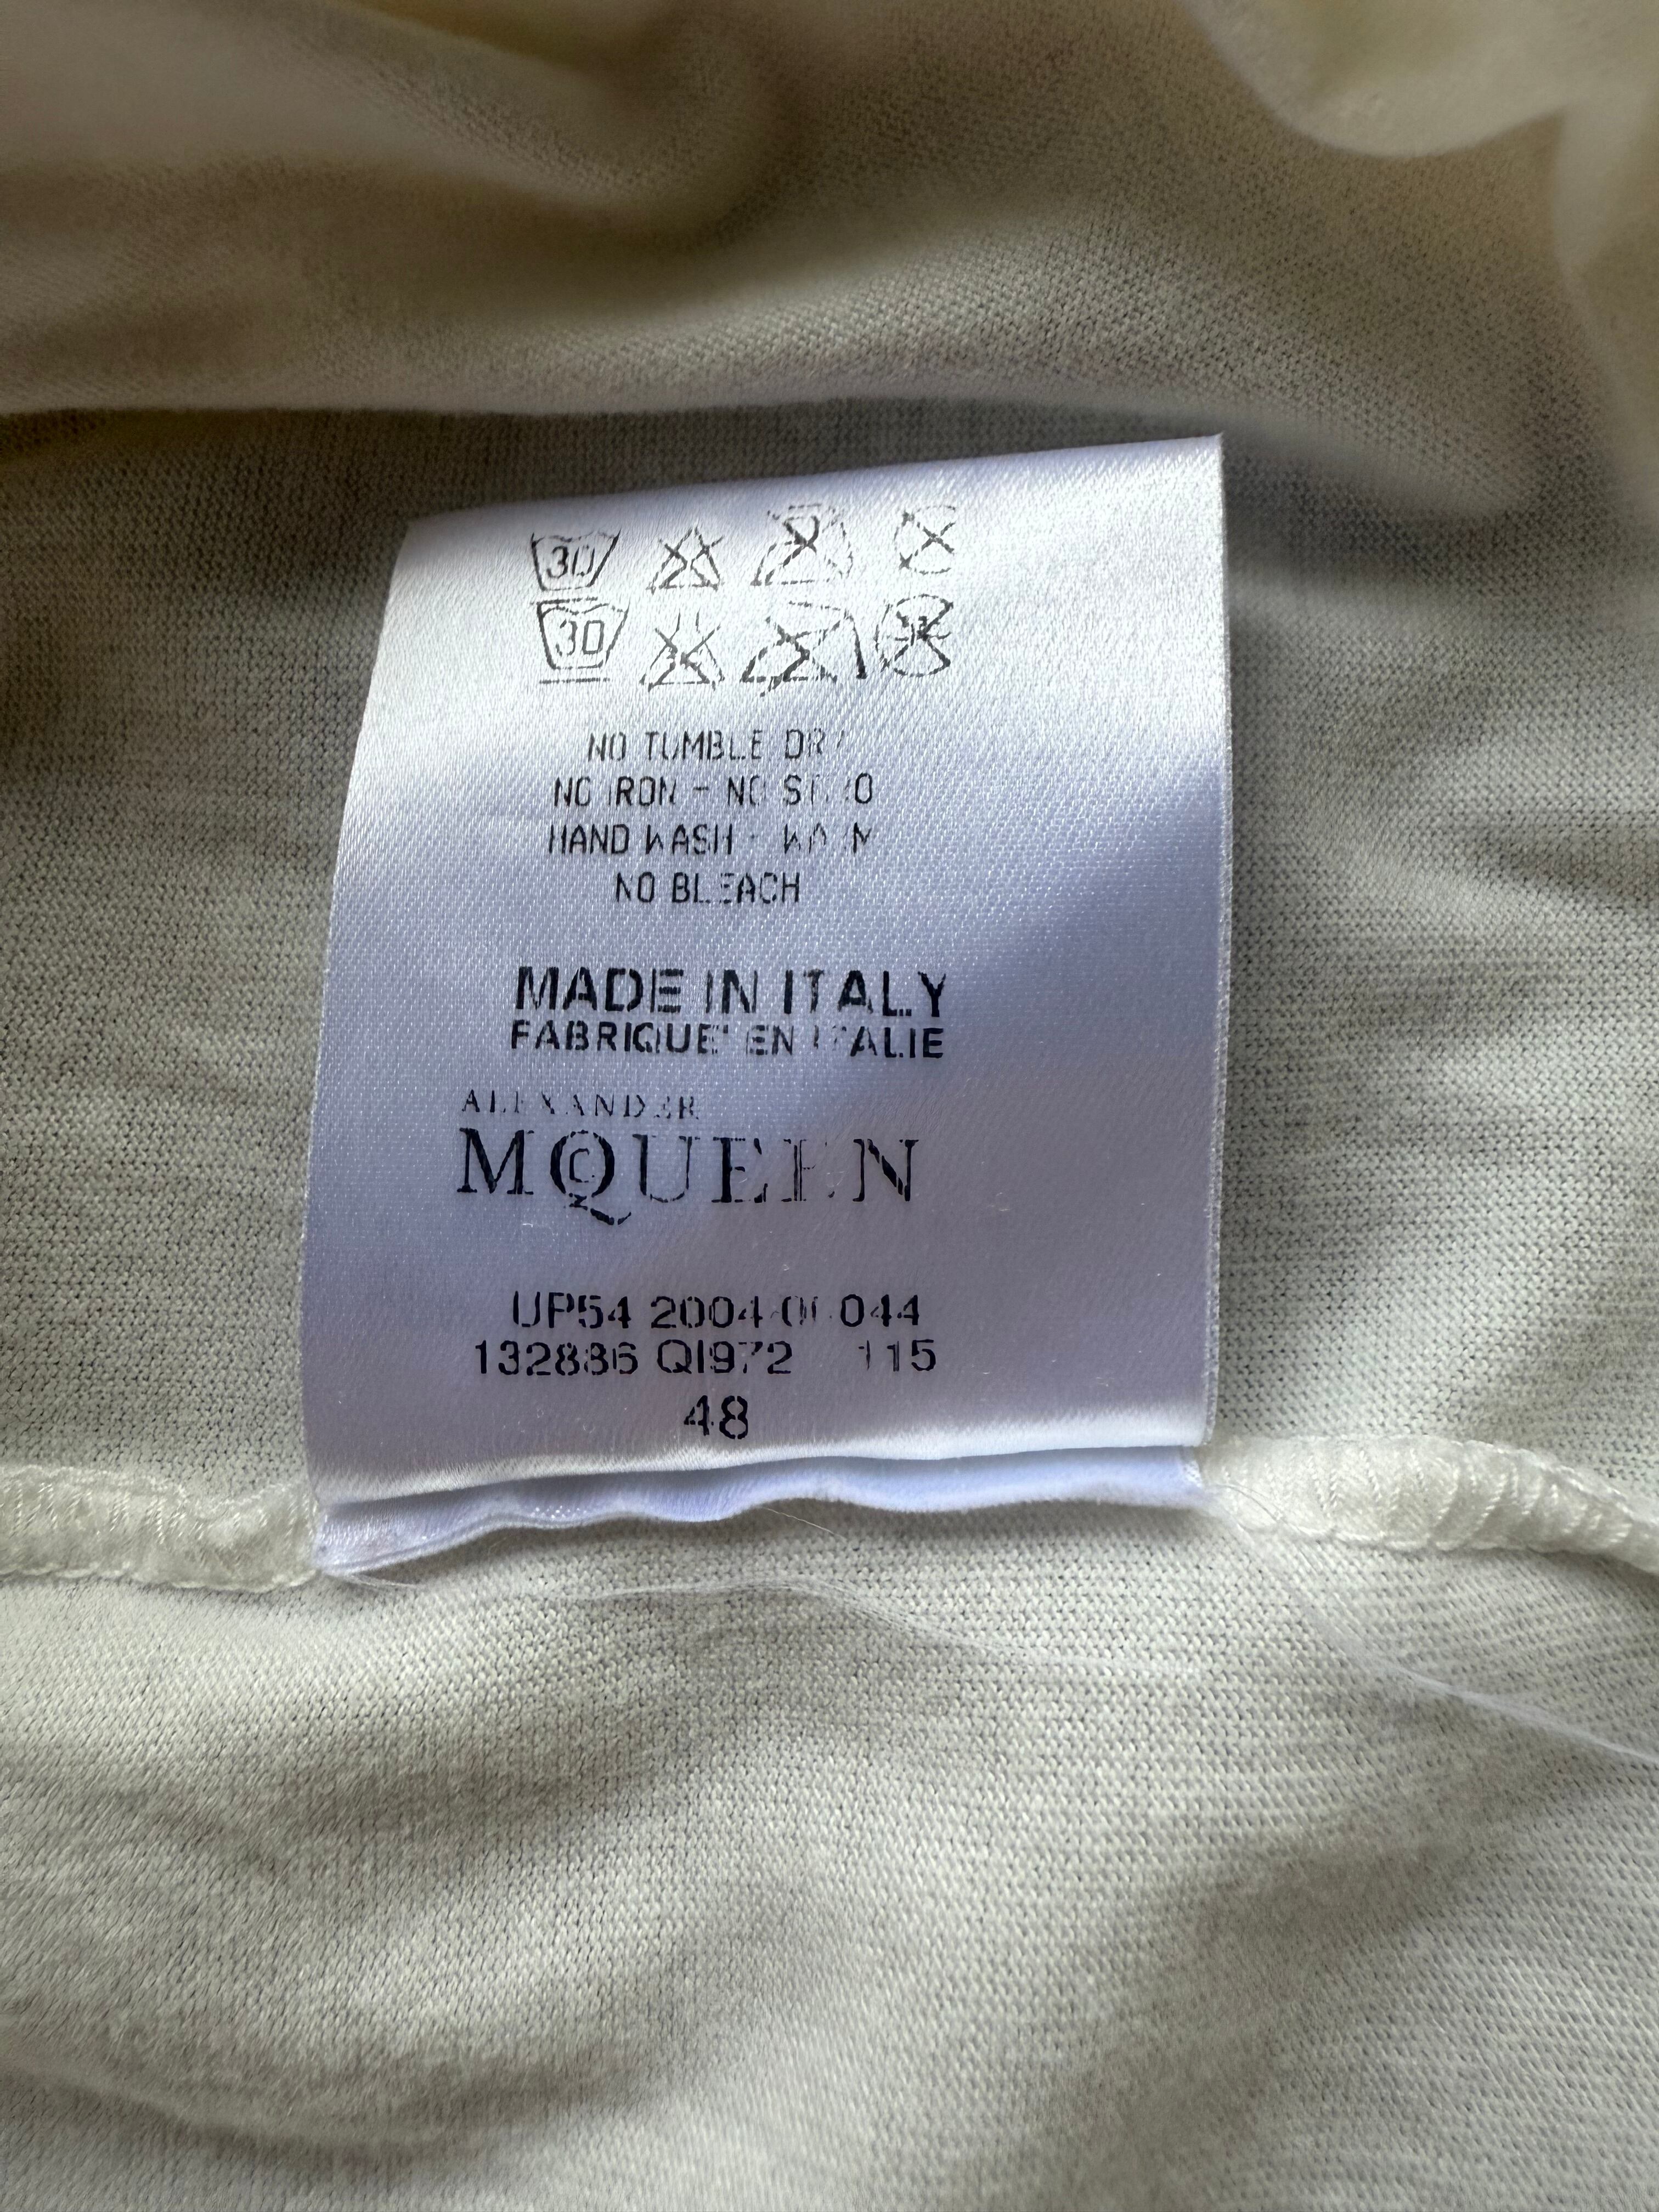 30
30
NO TUMBLE DRY
NO IRON - NO
HAND WASH - WARM
NO BLEACH
MADE IN ITALY
FABRIQUE' EN ITALIE
ALEXANDER
MCQUEEN
UP54 2004 044
132886 QI972 115
48